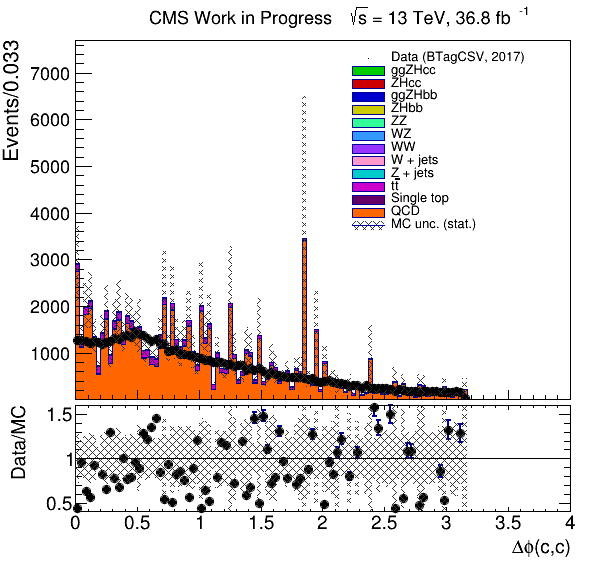 CMS Work in Progress √s = 13 TeV, 36.8 fb⁻¹
Events/0.033
7000
6000
5000
4000
3000
2000
1000
Data (BTagCSV, 2017)
ggZHcc
ZHcc
ggZHbb
ZHbb
ZZ
WZ
WW
W + jets
Z + jets
tt̄
Single top
QCD
MC unc. (stat.)
Data/MC
1.5
1
0.5
0 0.5 1 1.5 2 2.5 3 3.5 4
Δϕ(c,c)